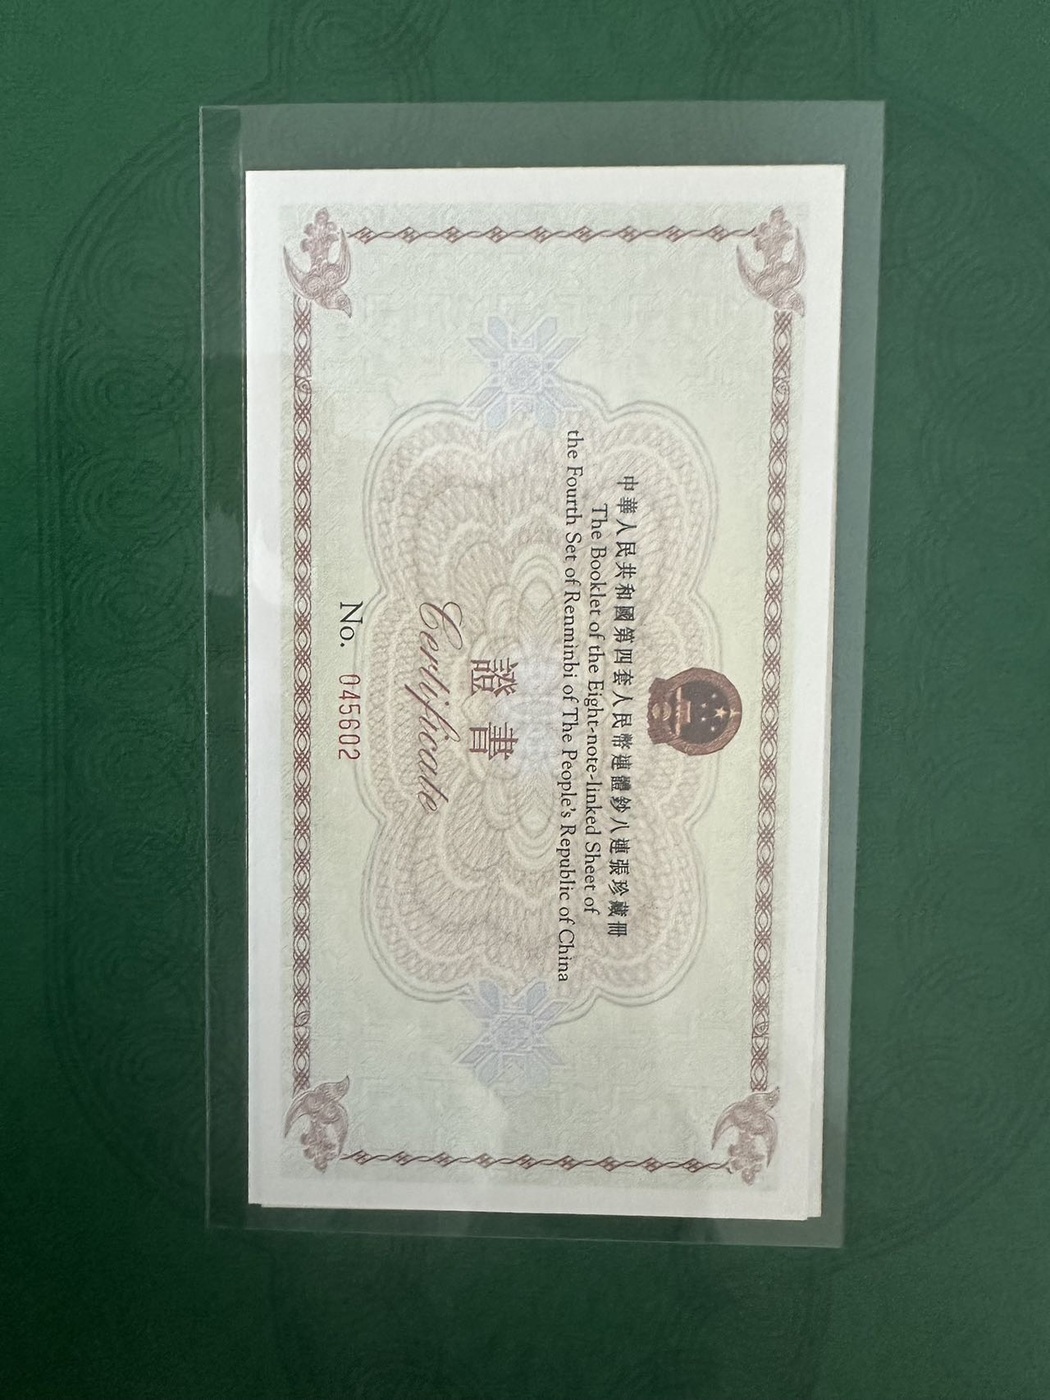 中華人民共和國第四套人民幣連體鈔八連張珍藏冊
The Booklet of the Eight-note-linked Sheet of
the Fourth Set of Renminbi of The People's Republic of China
證書
Certificate
No. 045602